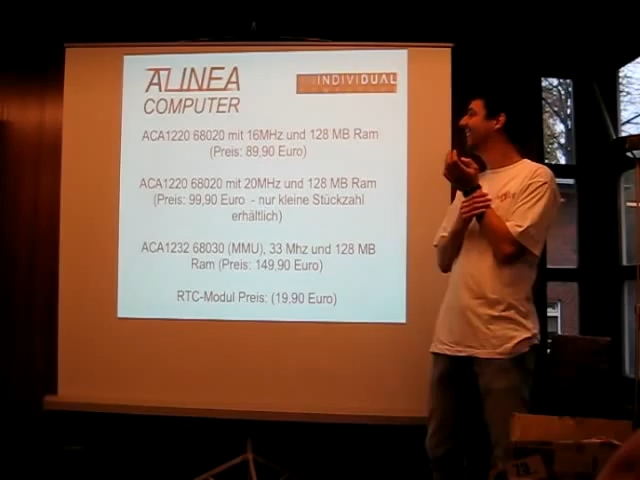 ALINEA
COMPUTER
INDIVIDUAL
ACA1220 68020 mit 16MHz und 128 MB Ram
(Preis: 89,90 Euro)
ACA1220 68020 mit 20MHz und 128 MB Ram
(Preis: 99,90 Euro - nur kleine Stückzahl
erhältlich)
ACA1232 68030 (MMU), 33 Mhz und 128 MB
Ram (Preis: 149,90 Euro)
RTC-Modul Preis: (19.90 Euro)